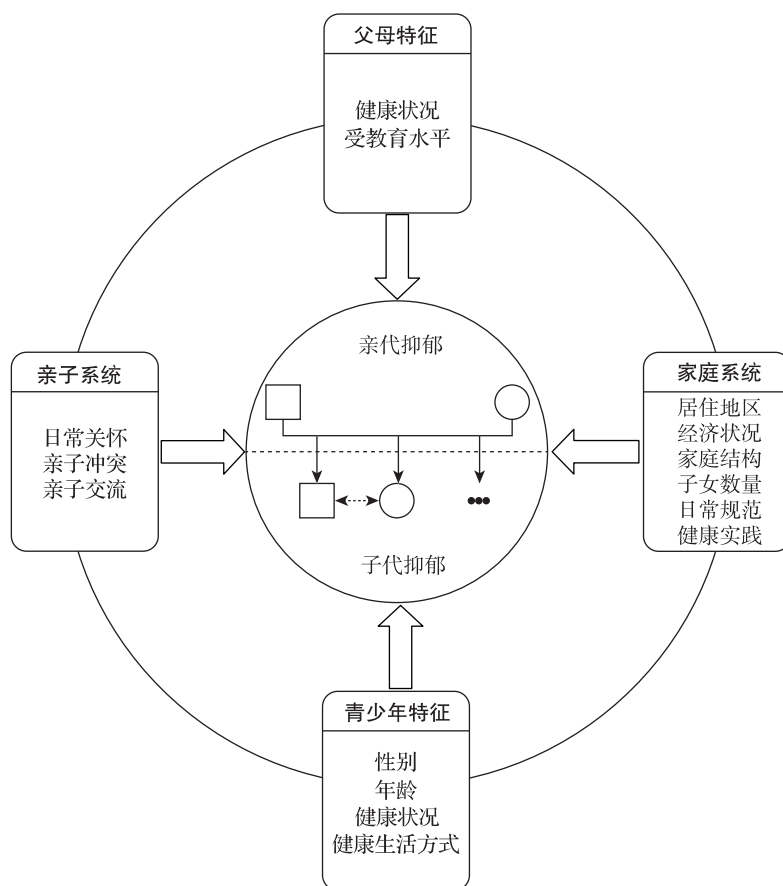 父母特征
健康状况
受教育水平
亲代抑郁
亲子系统
日常关怀
亲子冲突
亲子交流
家庭系统
居住地区
经济状况
家庭结构
子女数量
日常规范
健康实践
子代抑郁
青少年特征
性别
年龄
健康状况
健康生活方式